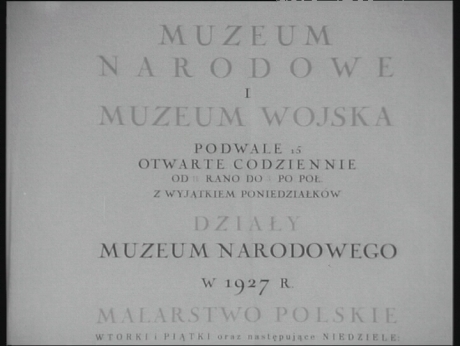 MUZEUM
NARODOWE
I
MUZEUM WOJSKA
PODWALE 15
OTWARTE CODZIENNIE
OD RANO DO PO POŁ.
Z WYJĄTKIEM PONIEDZIAŁKÓW
DZIAŁY
MUZEUM NARODOWEGO
W 1927 R.
MALARSTWO POLSKIE
WTORKI i PIĄTKI oraz następujące NIEDZIELE: